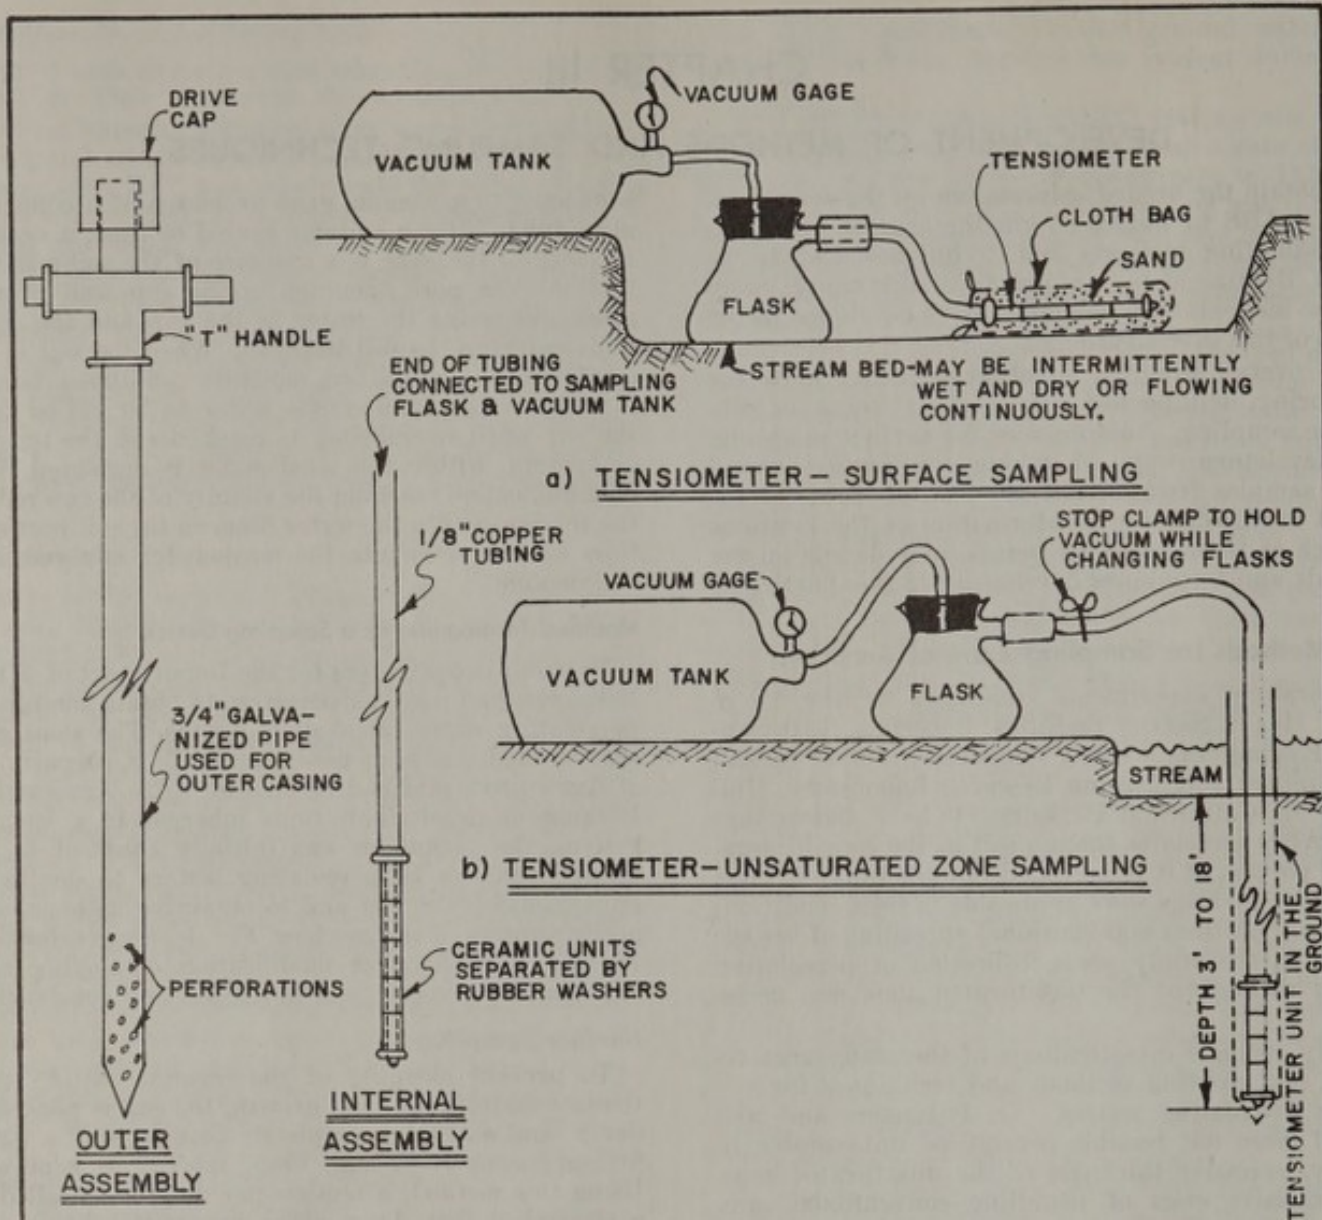 DRIVE
CAP
"T" HANDLE
3/4" GALVA-
NIZED PIPE
USED FOR
OUTER CASING
PERFORATIONS
OUTER
ASSEMBLY
END OF TUBING
CONNECTED TO SAMPLING
FLASK & VACUUM TANK
1/8" COPPER
TUBING
CERAMIC UNITS
SEPARATED BY
RUBBER WASHERS
INTERNAL
ASSEMBLY
VACUUM GAGE
VACUUM TANK
TENSIOMETER
CLOTH BAG
SAND
FLASK
STREAM BED-MAY BE INTERMITTENTLY
WET AND DRY OR FLOWING
CONTINUOUSLY.
a) TENSIOMETER - SURFACE SAMPLING
STOP CLAMP TO HOLD
VACUUM WHILE
CHANGING FLASKS
VACUUM GAGE
VACUUM TANK
FLASK
STREAM
b) TENSIOMETER-UNSATURATED ZONE SAMPLING
DEPTH 3' TO 18'
TENSIOMETER UNIT IN THE
GROUND